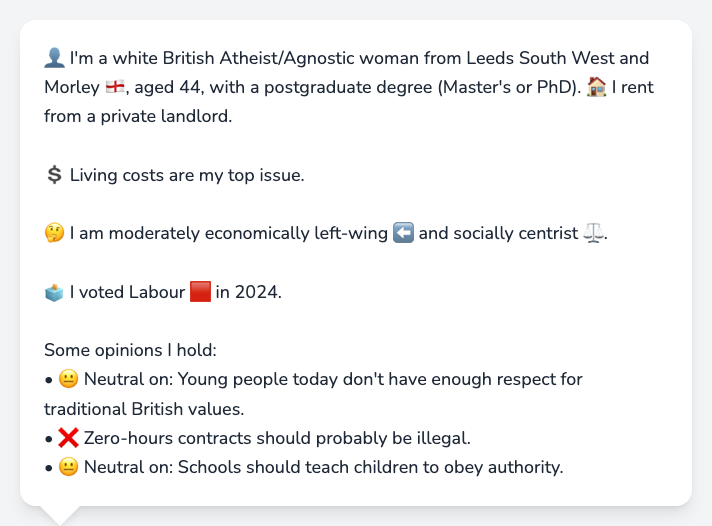 👤 I'm a white British Atheist/Agnostic woman from Leeds South West and
Morley 🏴󠁧󠁢󠁥󠁮󠁧󠁿, aged 44, with a postgraduate degree (Master's or PhD). 🏠 I rent
from a private landlord.
💲 Living costs are my top issue.
🤔 I am moderately economically left-wing ⬅️ and socially centrist ⚖️.
🗳️ I voted Labour 🟥 in 2024.
Some opinions I hold:
• 😐 Neutral on: Young people today don't have enough respect for
traditional British values.
• ❌ Zero-hours contracts should probably be illegal.
• 😐 Neutral on: Schools should teach children to obey authority.